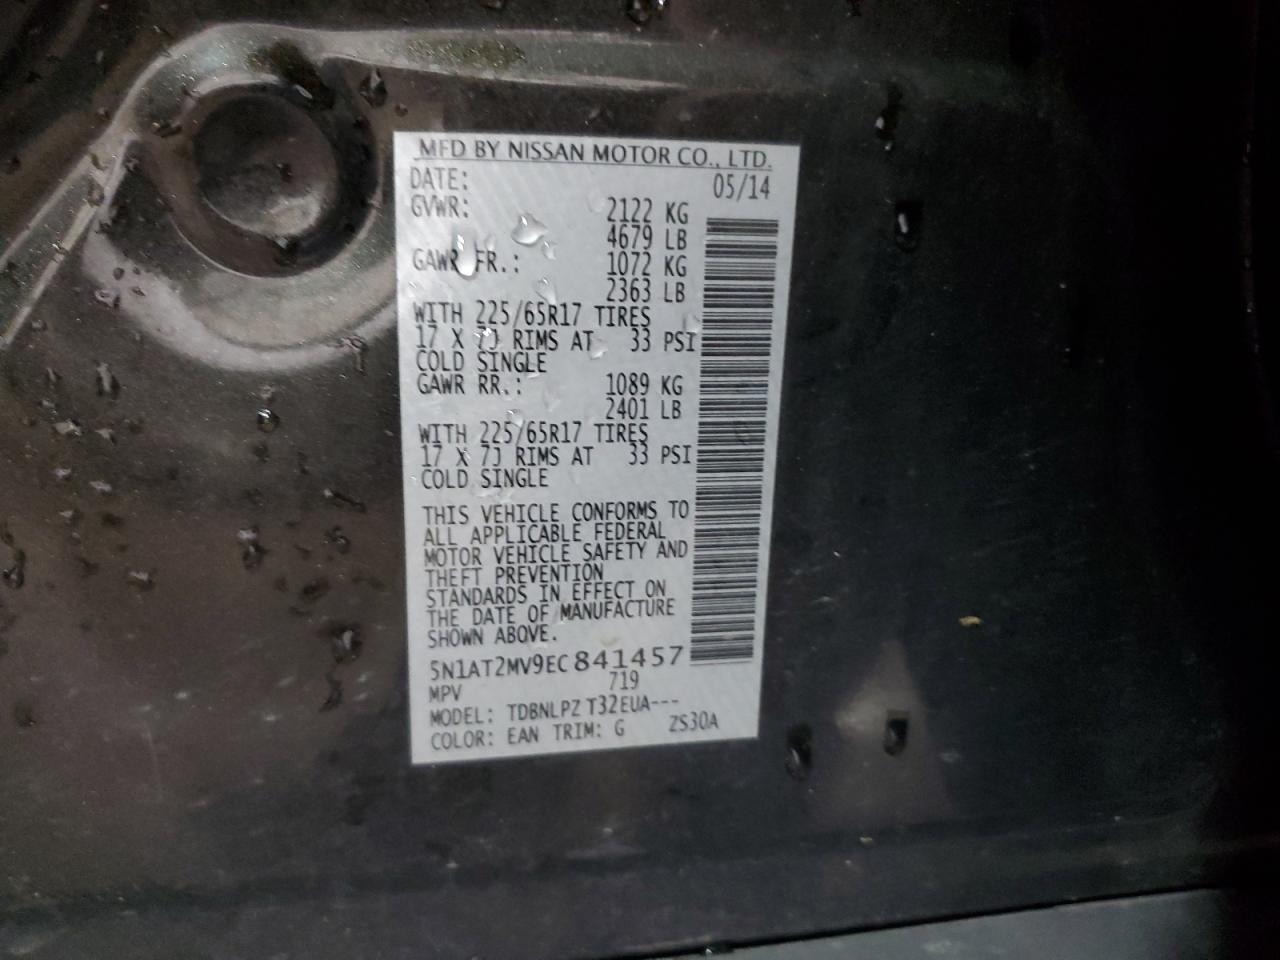 MFD BY NISSAN MOTOR CO., LTD.
DATE: 05/14
GVWR: 2122 KG
4679 LB
GAWR FR.: 1072 KG
2363 LB
WITH 225/65R17 TIRES
17 X 7J RIMS AT 33 PSI
COLD SINGLE
GAWR RR.: 1089 KG
2401 LB
WITH 225/65R17 TIRES
17 X 7J RIMS AT 33 PSI
COLD SINGLE
THIS VEHICLE CONFORMS TO
ALL APPLICABLE FEDERAL
MOTOR VEHICLE SAFETY AND
THEFT PREVENTION
STANDARDS IN EFFECT ON
THE DATE OF MANUFACTURE
SHOWN ABOVE.
5N1AT2MV9EC841457
MPV 719
MODEL: TDBNLPZ T32EUA---
COLOR: EAN TRIM: G ZS30A